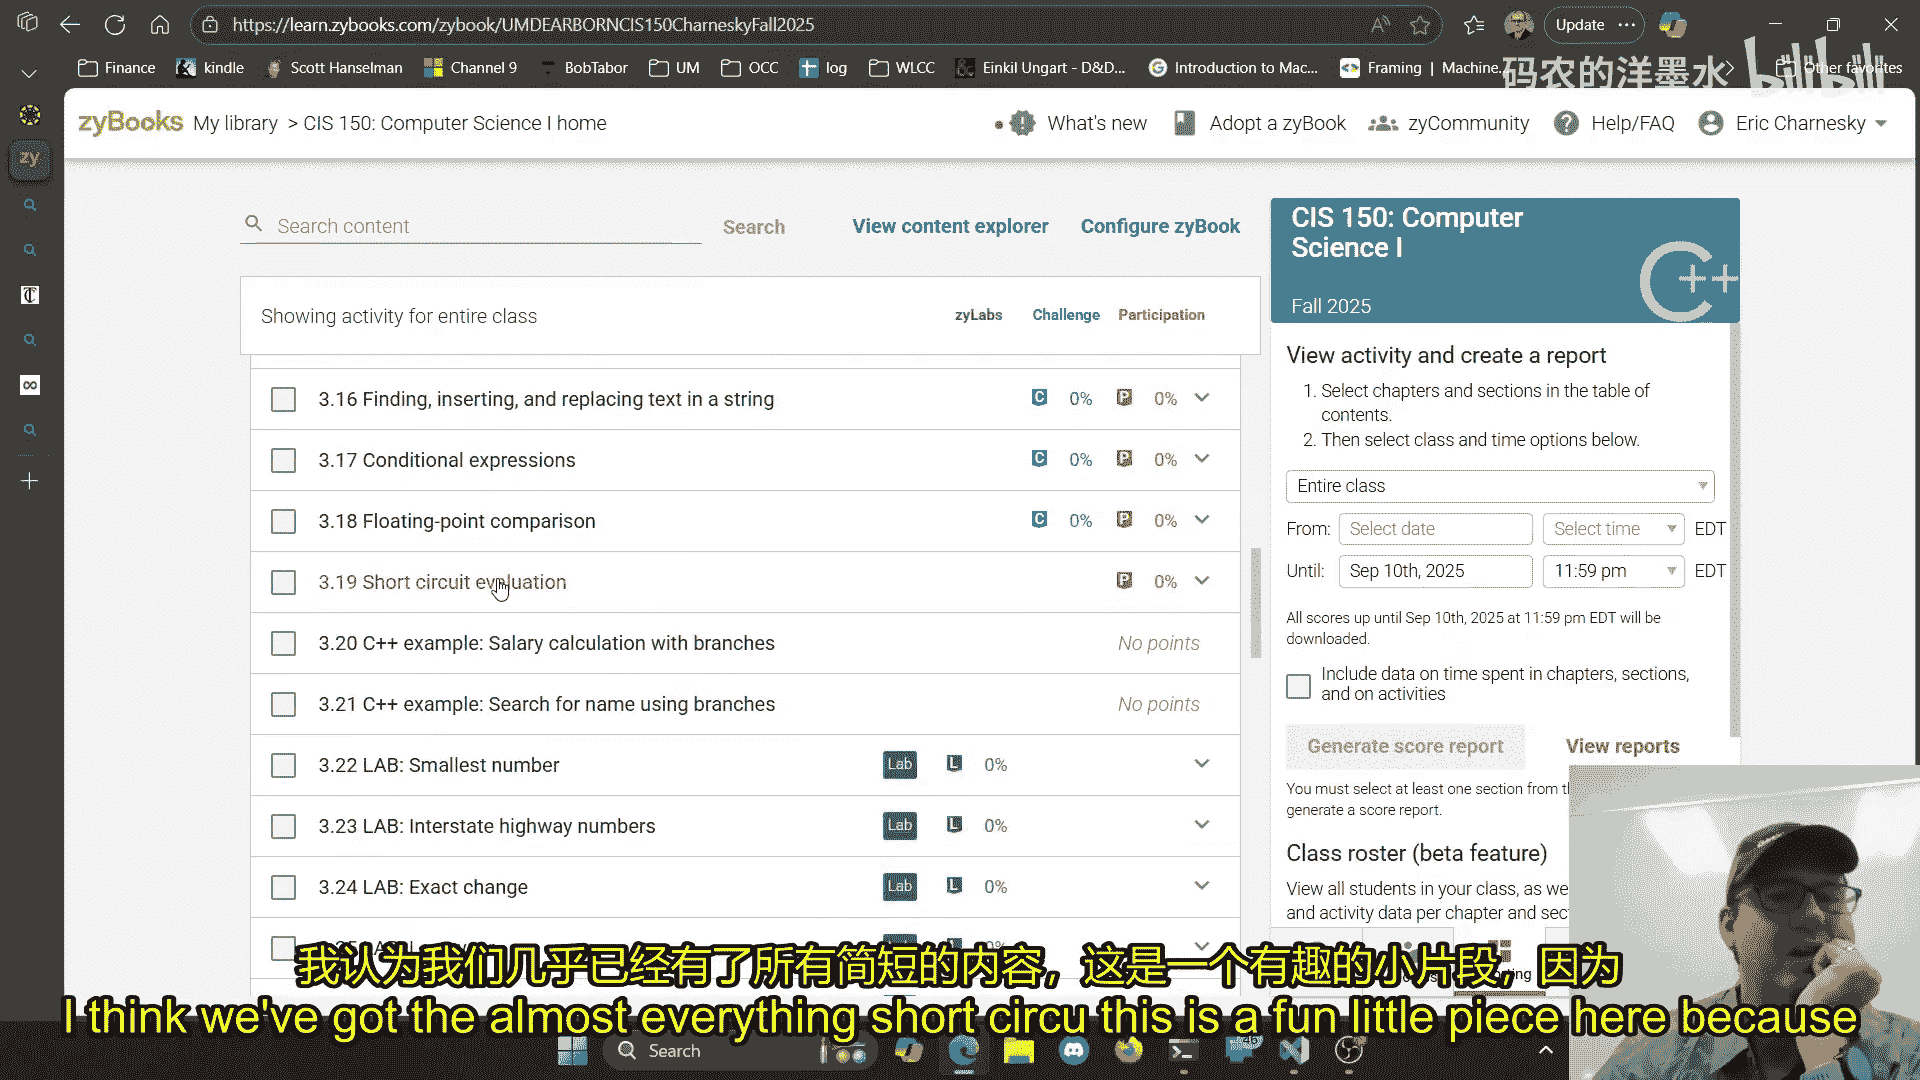 https://learn.zybooks.com/zybook/UMDEARBORNCIS150CharneskyFall2025
Update
Finance
kindle
Scott Hanselman
Channel 9
BobTabor
UM
OCC
log
WLCC
Einkil Ungart - D&D...
Introduction to Mac...
Framing | Machine...
Other favorites
码农的洋墨水
bilibili
zyBooks My library > CIS 150: Computer Science I home
What's new
Adopt a zyBook
zyCommunity
Help/FAQ
Eric Charnesky
zy
Search content
Search
View content explorer
Configure zyBook
CIS 150: Computer Science I
Fall 2025
C++
Showing activity for entire class
zyLabs Challenge Participation
3.16 Finding, inserting, and replacing text in a string C 0% P 0%
3.17 Conditional expressions C 0% P 0%
3.18 Floating-point comparison C 0% P 0%
3.19 Short circuit evaluation P 0%
3.20 C++ example: Salary calculation with branches No points
3.21 C++ example: Search for name using branches No points
3.22 LAB: Smallest number Lab L 0%
3.23 LAB: Interstate highway numbers Lab L 0%
3.24 LAB: Exact change Lab L 0%
View activity and create a report
1. Select chapters and sections in the table of
contents.
2. Then select class and time options below.
Entire class
From: Select date Select time EDT
Until: Sep 10th, 2025 11:59 pm EDT
All scores up until Sep 10th, 2025 at 11:59 pm EDT will be
downloaded.
Include data on time spent in chapters, sections,
and on activities
Generate score report
View reports
You must select at least one section from
generate a score report.
Class roster (beta feature)
View all students in your class, as we
and activity data per chapter and sec
我认为我们几乎已经有了所有简短的内容，这是一个有趣的小片段，因为
I think we've got the almost everything short circu this is a fun little piece here because
Search